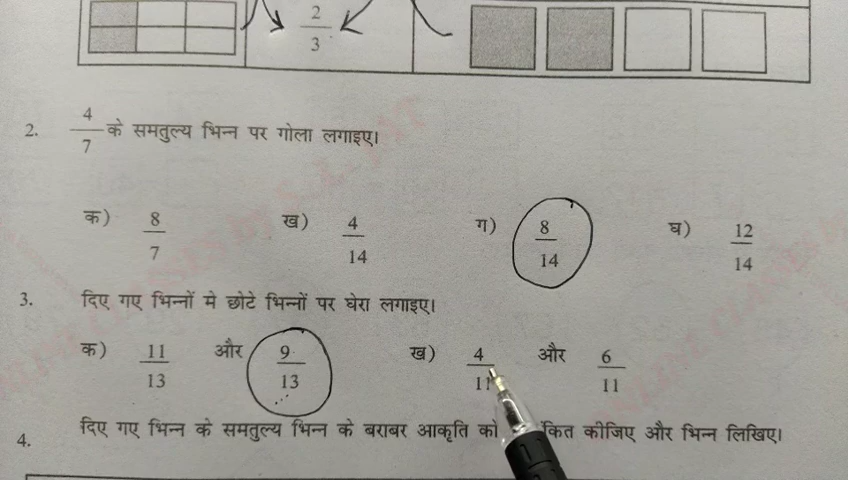 2
3
2. 4/7 के समतुल्य भिन्न पर गोला लगाइए।
क) 8/7 ख) 4/14 ग) 8/14 घ) 12/14
3. दिए गए भिन्नों मे छोटे भिन्नों पर घेरा लगाइए।
क) 11/13 और 9/13 ख) 4/11 और 6/11
4. दिए गए भिन्न के समतुल्य भिन्न के बराबर आकृति को कीजिए और भिन्न लिखिए।